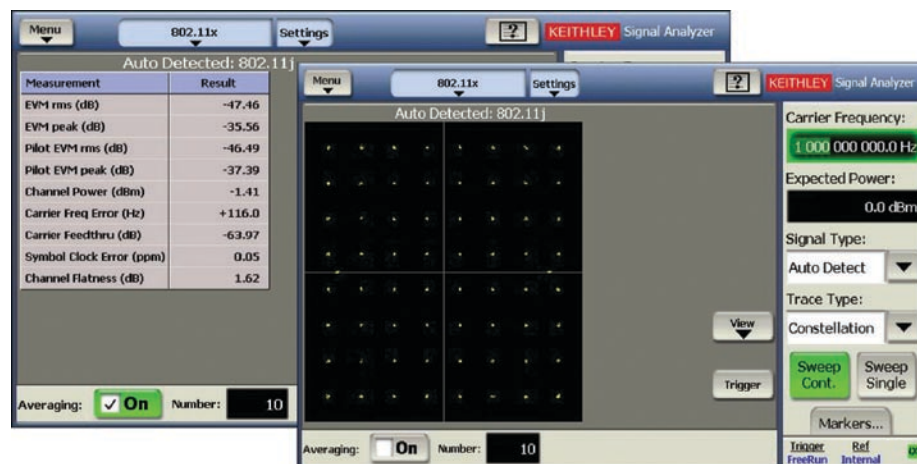 Menu 802.11x Settings KEITHLEY Signal Analyzer
Auto Detected: 802.11j
Measurement Result
EVM rms (dB) -47.46
EVM peak (dB) -35.56
Pilot EVM rms (dB) -46.49
Pilot EVM peak (dB) -37.39
Channel Power (dBm) -1.41
Carrier Freq Error (Hz) +116.0
Carrier Feedthru (dB) -63.97
Symbol Clock Error (ppm) 0.05
Channel Flatness (dB) 1.62
Averaging: On Number: 10
Menu 802.11x Settings ? KEITHLEY Signal Analyzer
Auto Detected: 802.11j
Carrier Frequency:
1 000 000 000.0 Hz
Expected Power:
0.0 dBm
Signal Type:
Auto Detect
Trace Type:
Constellation
View
Sweep Cont.
Sweep Single
Trigger
Markers...
Averaging: On Number: 10
Trigger Ref
FreeRun Internal